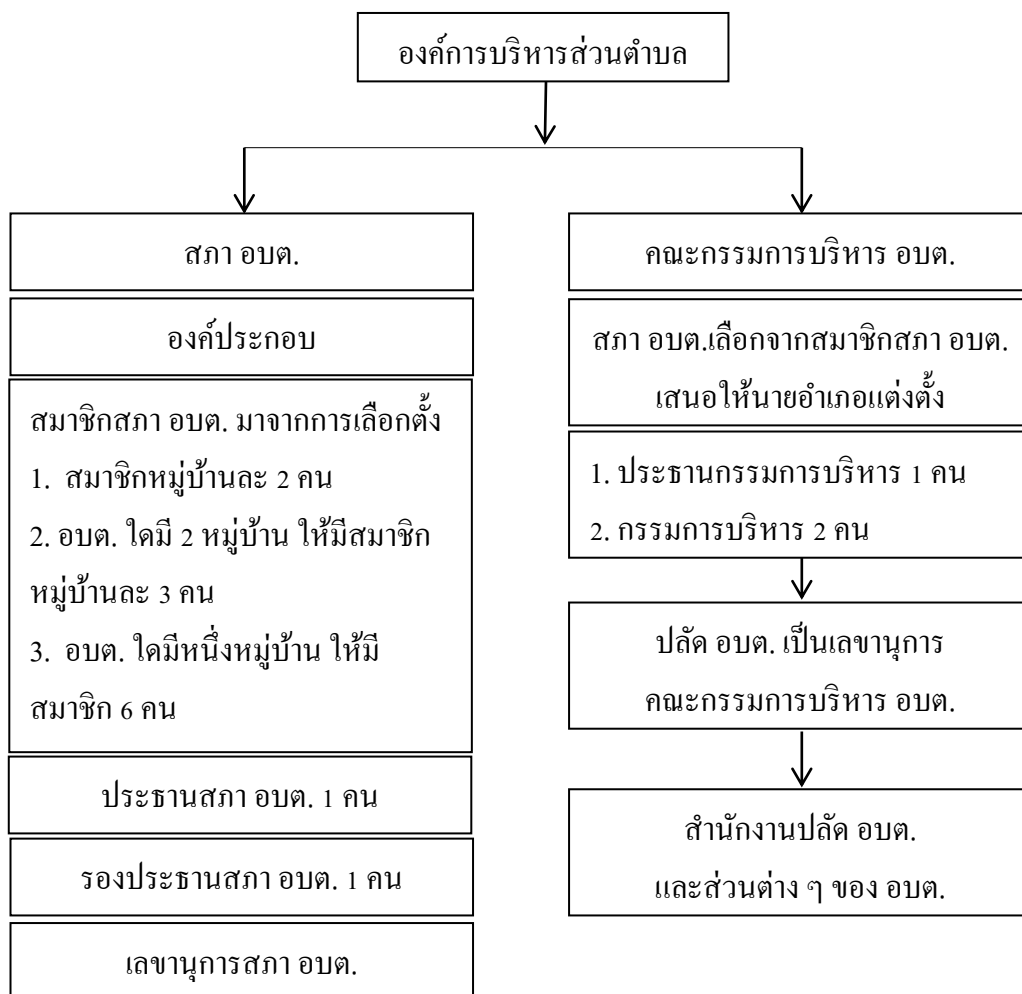 องค์การบริหารส่วนตำบล
สภา อบต.
องค์ประกอบ
สมาชิกสภา อบต. มาจากการเลือกตั้ง
1. สมาชิกหมู่บ้านละ 2 คน
2. อบต. ใดมี 2 หมู่บ้าน ให้มีสมาชิก
หมู่บ้านละ 3 คน
3. อบต. ใดมีหนึ่งหมู่บ้าน ให้มี
สมาชิก 6 คน
ประธานสภา อบต. 1 คน
รองประธานสภา อบต. 1 คน
เลขานุการสภา อบต.
คณะกรรมการบริหาร อบต.
สภา อบต.เลือกจากสมาชิกสภา อบต.
เสนอให้นายอำเภอแต่งตั้ง
1. ประธานกรรมการบริหาร 1 คน
2. กรรมการบริหาร 2 คน
ปลัด อบต. เป็นเลขานุการ
คณะกรรมการบริหาร อบต.
สำนักงานปลัด อบต.
และส่วนต่าง ๆ ของ อบต.